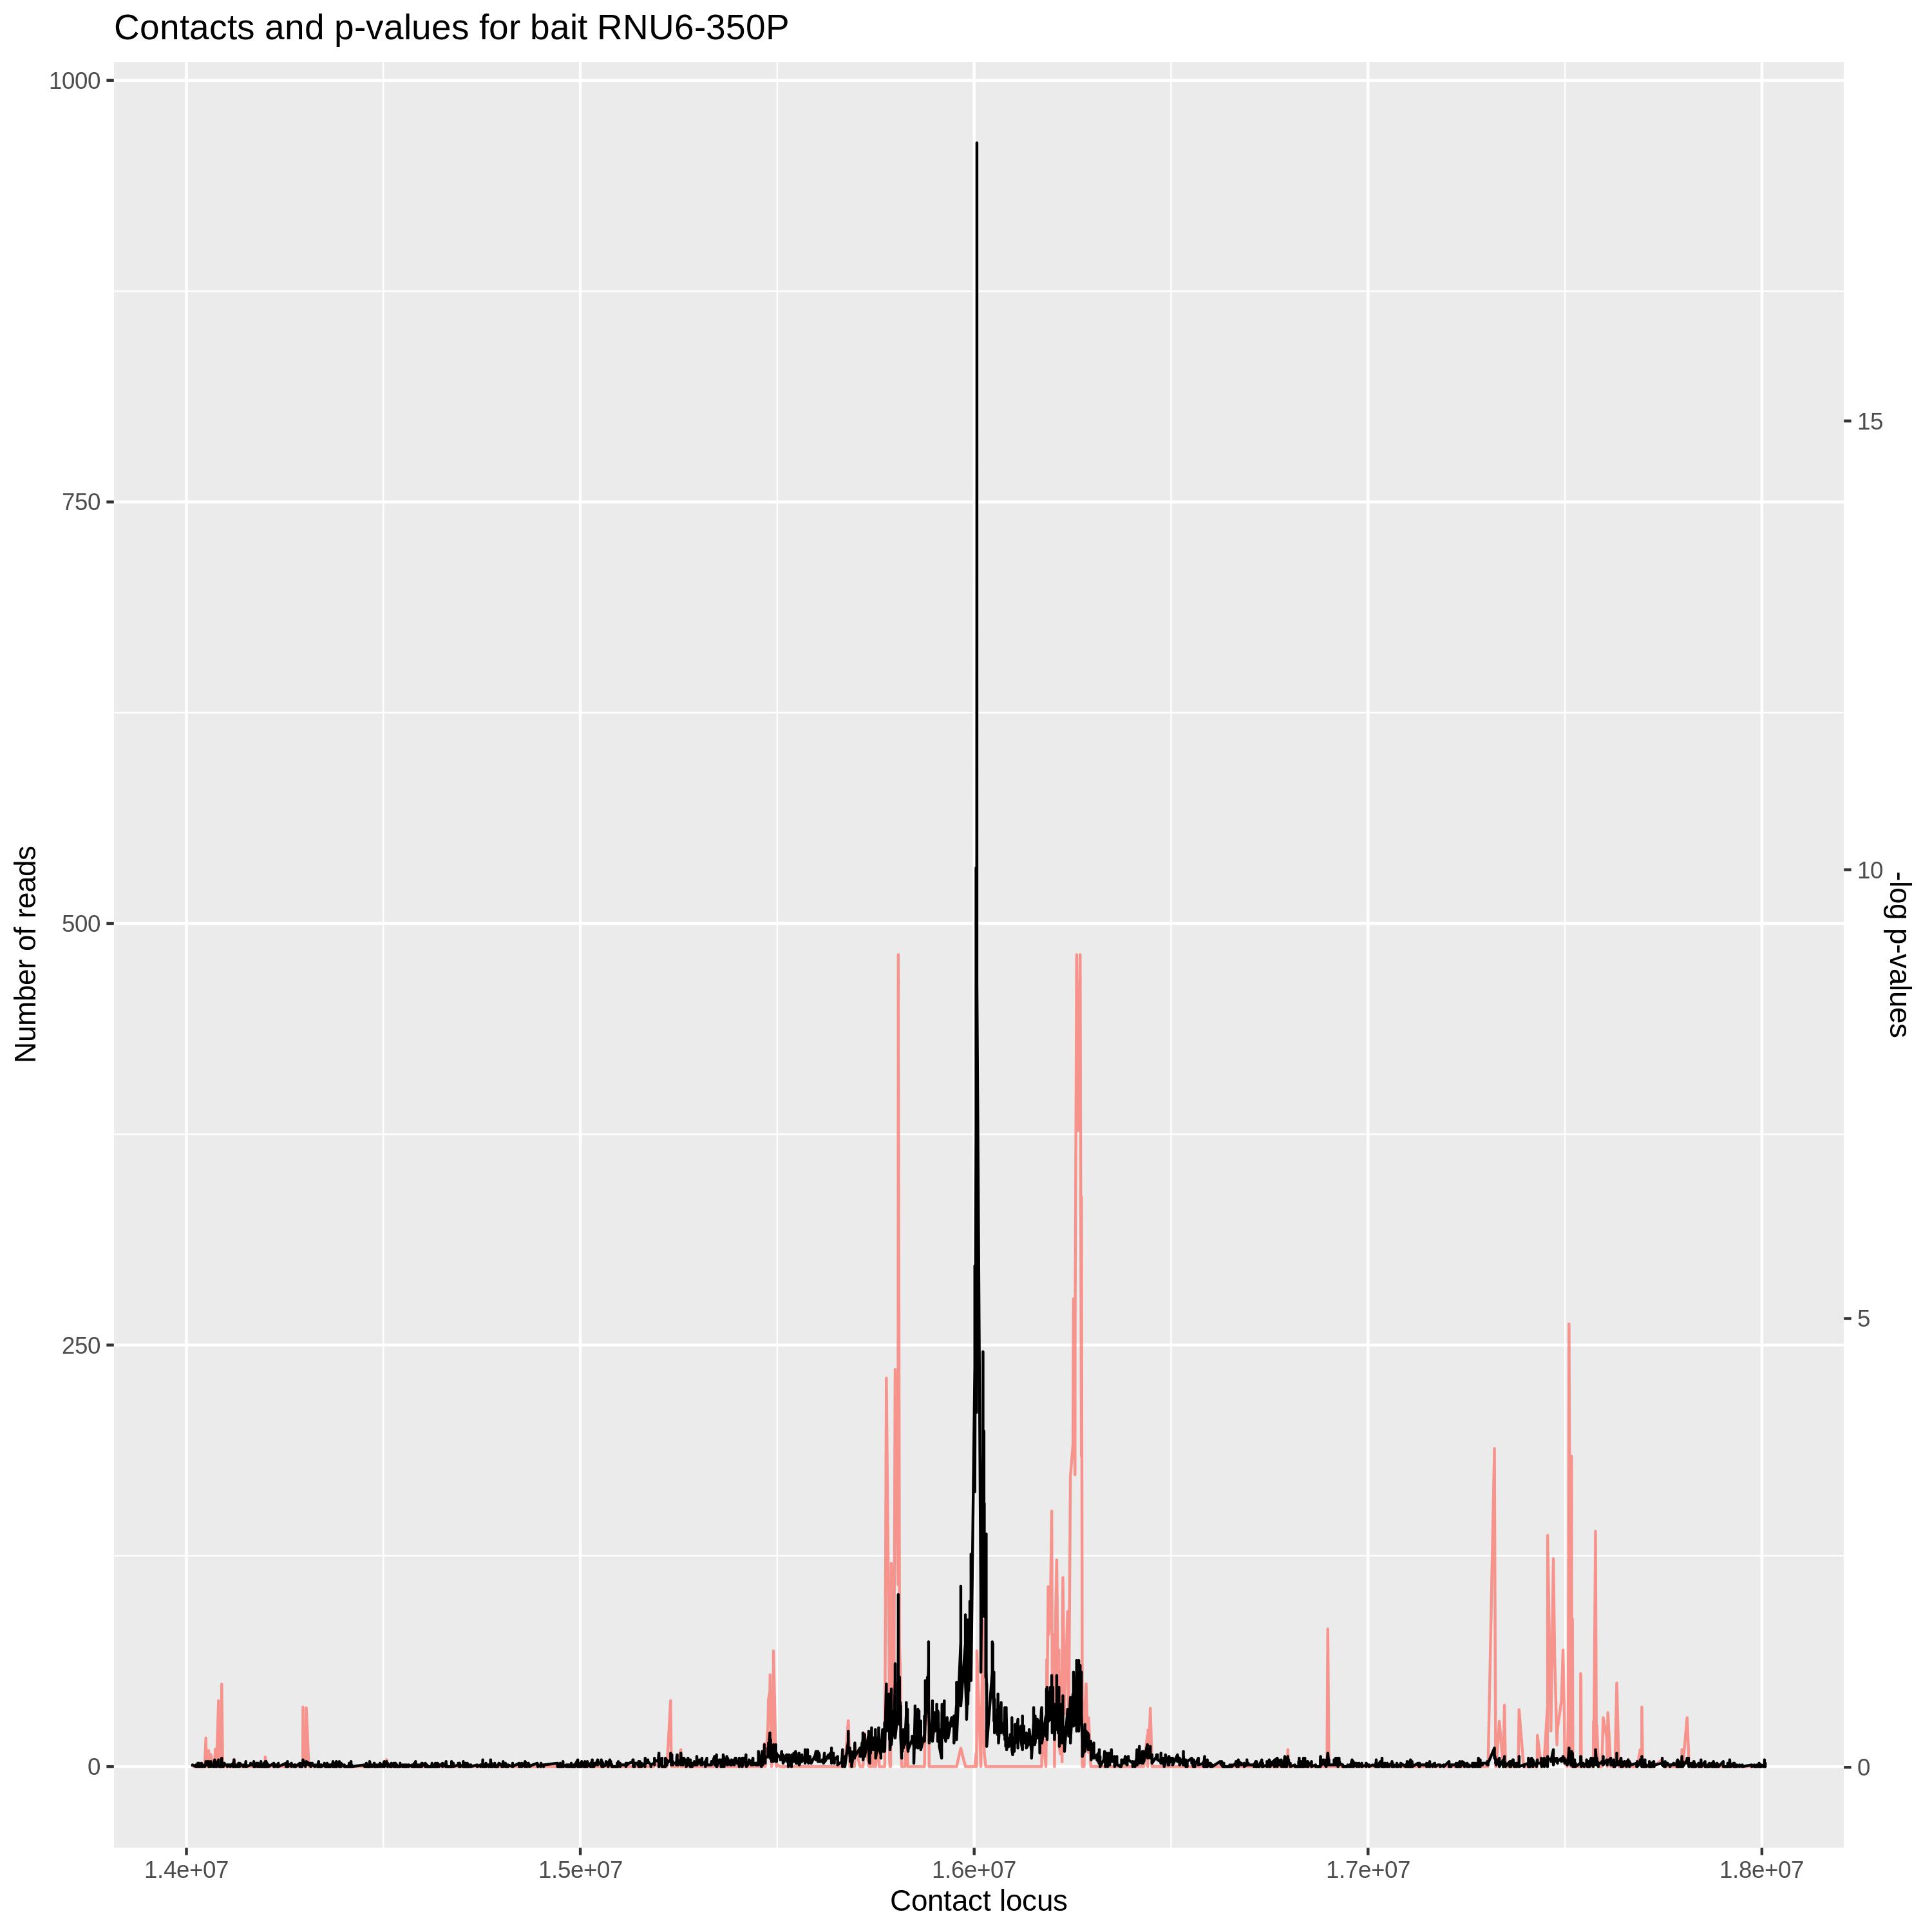 Contacts and p-values for bait RNU6-350P
1000
750
500
250
0
Number of reads
15
10
5
0
-log p-values
1.4e+07
1.5e+07
1.6e+07
1.7e+07
1.8e+07
Contact locus